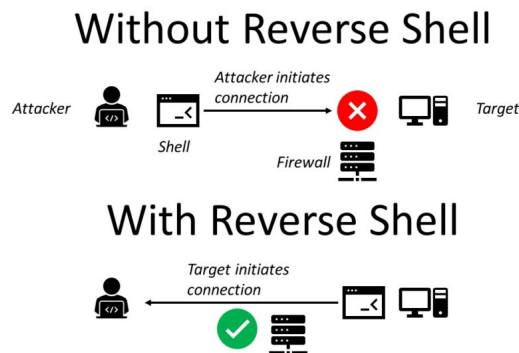 Without Reverse Shell
Attacker initiates
connection
Attacker
Target
Shell
Firewall
With Reverse Shell
Target initiates
connection